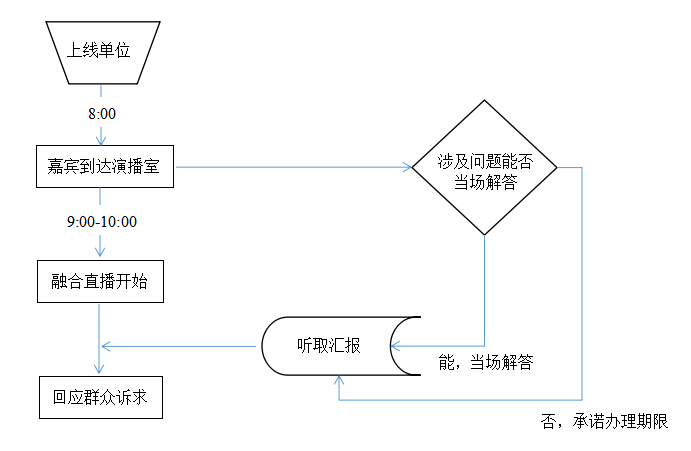 上线单位
8:00
嘉宾到达演播室
涉及问题能否
当场解答
9:00-10:00
融合直播开始
听取汇报
能，当场解答
回应群众诉求
否，承诺办理期限